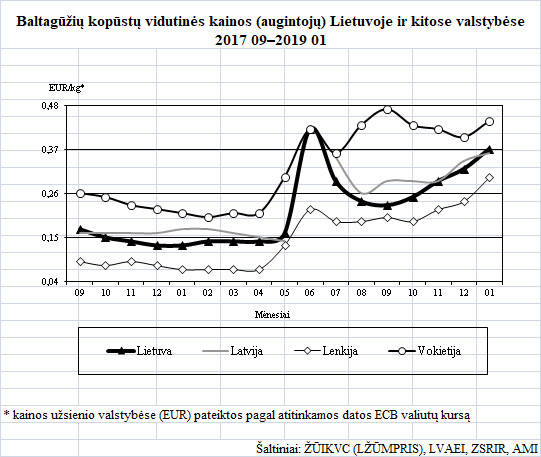 Baltagūžių kopūstų vidutinės kainos (augintojų) Lietuvoje ir kitose valstybėse
2017 09–2019 01
EUR/kg*
0,48
0,37
0,26
0,15
0,04
09 10 11 12 01 02 03 04 05 06 07 08 09 10 11 12 01
Mėnesiai
Lietuva Latvija Lenkija Vokietija
* kainos užsienio valstybėse (EUR) pateiktos pagal atitinkamos datos ECB valiutų kursą
Šaltiniai: ŽŪIKVC (LŽŪMPRIS), LVAEI, ZSRIR, AMI